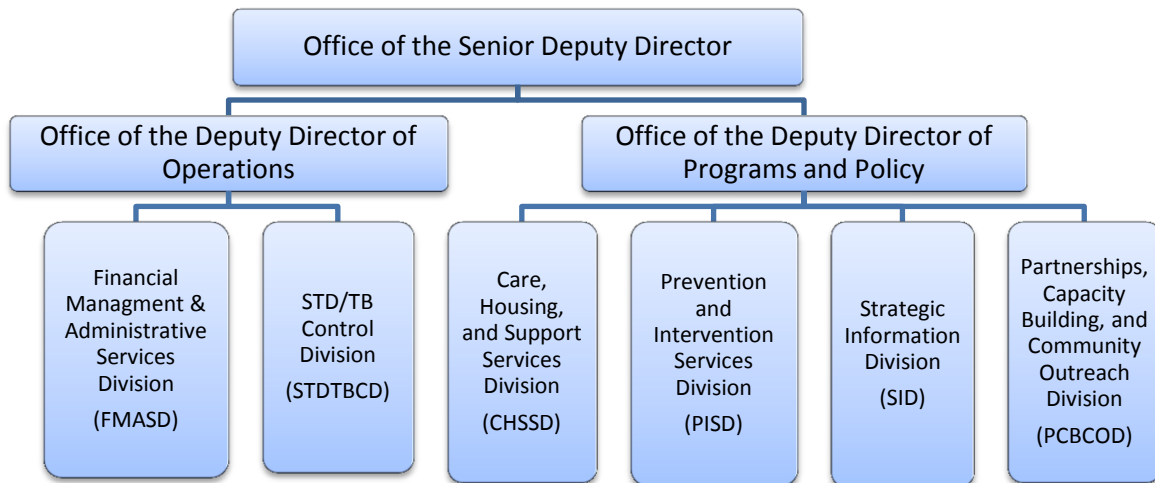 Office of the Senior Deputy Director
Office of the Deputy Director of
Operations
Office of the Deputy Director of
Programs and Policy
Financial
Managment &
Administrative
Services
Division
(FMASD)
STD/TB
Control
Division
(STDTBCD)
Care,
Housing,
and Support
Services
Division
(CHSSD)
Prevention
and
Intervention
Services
Division
(PISD)
Strategic
Information
Division
(SID)
Partnerships,
Capacity
Building, and
Community
Outreach
Division
(PCBCOD)